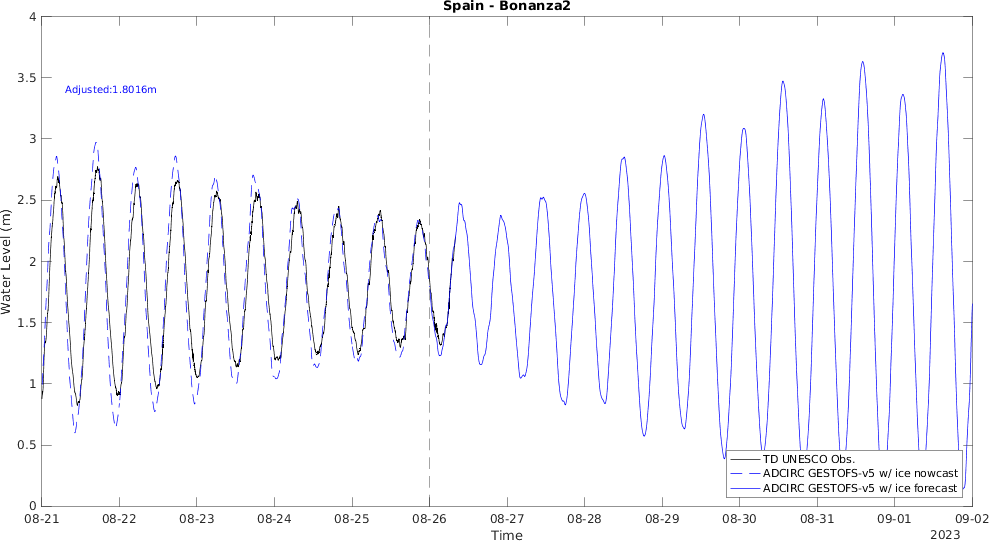 Spain - Bonanza2
4
3.5
3
2.5
2
1.5
1
0.5
0
Water Level (m)
Adjusted:1.8016m
TD UNESCO Obs.
ADCIRC GESTOFS-v5 w/ ice nowcast
ADCIRC GESTOFS-v5 w/ ice forecast
08-21 08-22 08-23 08-24 08-25 08-26 08-27 08-28 08-29 08-30 08-31 09-01 09-02
Time
2023